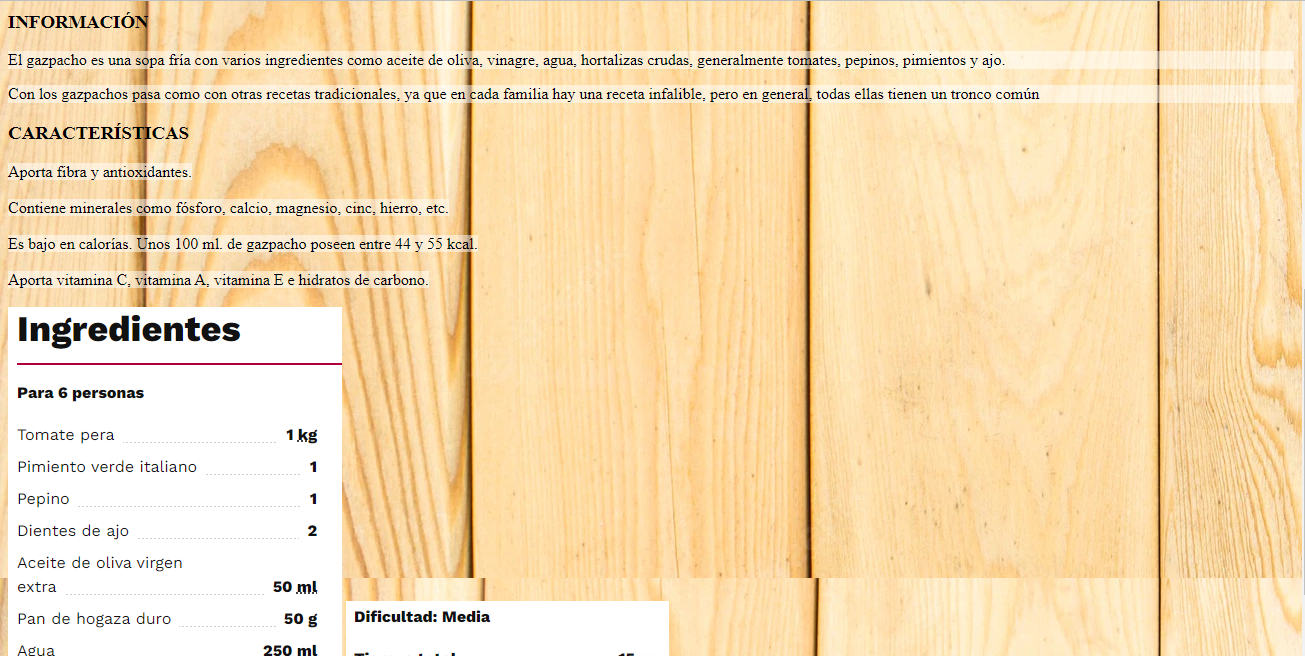 INFORMACIÓN
El gazpacho es una sopa fría con varios ingredientes como aceite de oliva, vinagre, agua, hortalizas crudas, generalmente tomates, pepinos, pimientos y ajo.
Con los gazpachos pasa como con otras recetas tradicionales, ya que en cada familia hay una receta infalible, pero en general, todas ellas tienen un tronco común
CARACTERÍSTICAS
Aporta fibra y antioxidantes.
Contiene minerales como fósforo, calcio, magnesio, cinc, hierro, etc.
Es bajo en calorías. Unos 100 ml. de gazpacho poseen entre 44 y 55 kcal.
Aporta vitamina C, vitamina A, vitamina E e hidratos de carbono.
Ingredientes
Para 6 personas
Tomate pera 1 kg
Pimiento verde italiano 1
Pepino 1
Dientes de ajo 2
Aceite de oliva virgen
extra 50 ml
Pan de hogaza duro 50 g
Dificultad: Media
Agua 250 ml